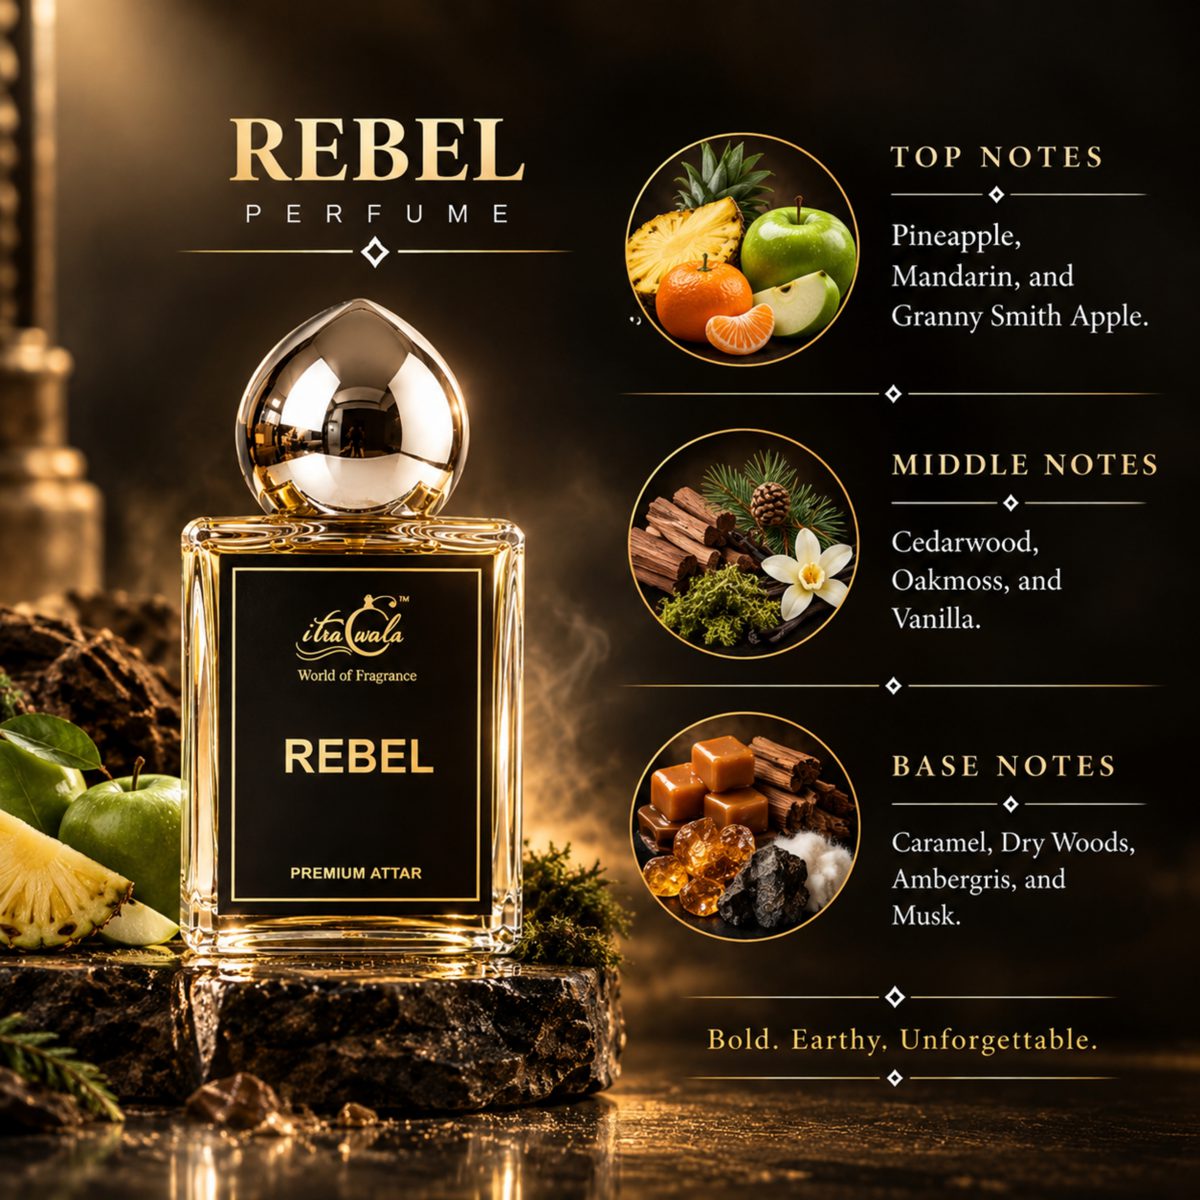 REBEL
PERFUME
itrawala™
World of Fragrance
REBEL
PREMIUM ATTAR
TOP NOTES
Pineapple,
Mandarin, and
Granny Smith Apple.
MIDDLE NOTES
Cedarwood,
Oakmoss, and
Vanilla.
BASE NOTES
Caramel, Dry Woods,
Ambergris, and
Musk.
Bold. Earthy. Unforgettable.